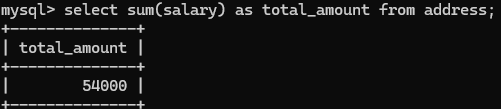 mysql> select sum(salary) as total_amount from address;
+--------------+
| total_amount |
+--------------+
|        54000 |
+--------------+